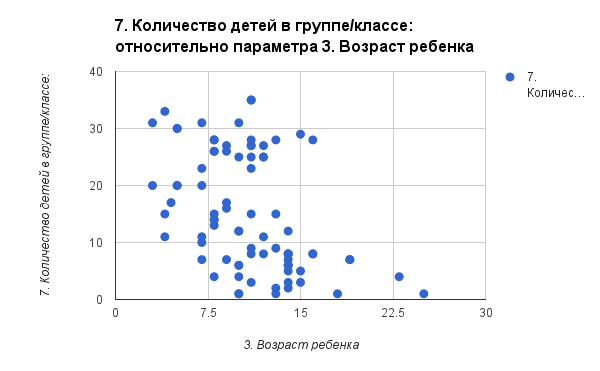 7. Количество детей в группе/классе:
относительно параметра 3. Возраст ребенка
7. Количество детей в группе/классе:
40
30
20
10
0
0
7.5
15
22.5
30
3. Возраст ребенка
7.
Количес...